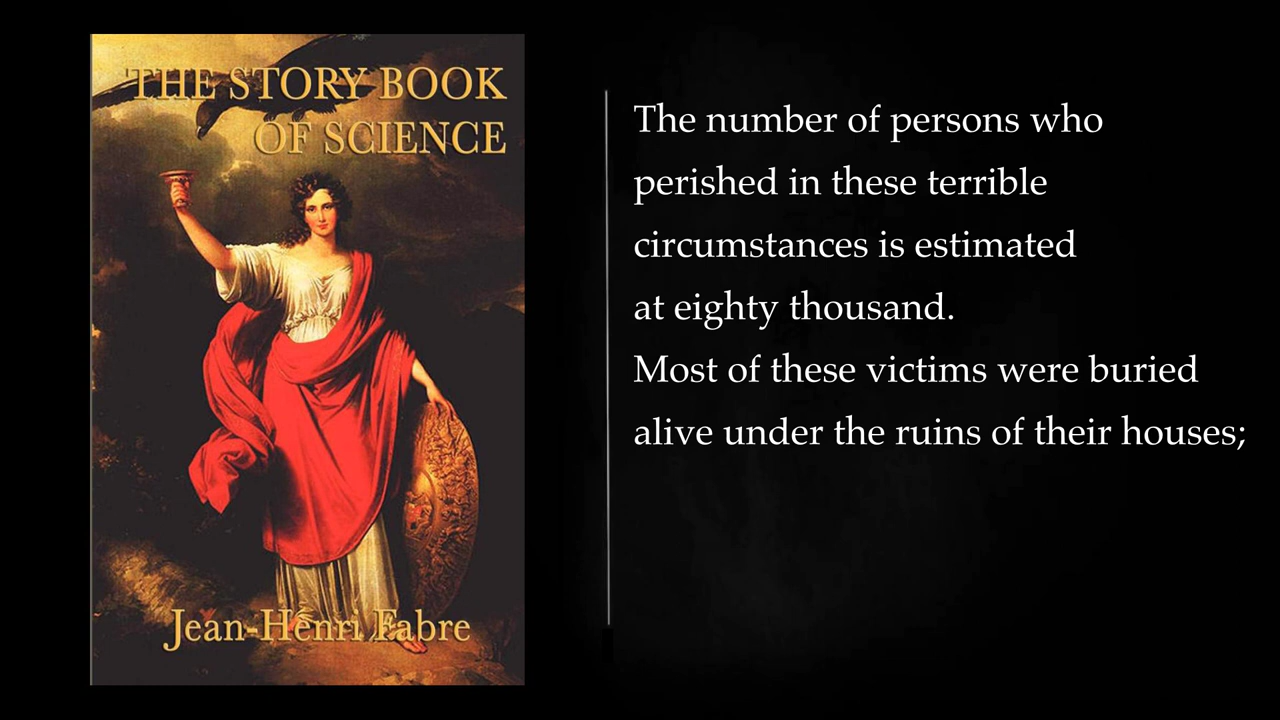 THE STORY BOOK
OF SCIENCE
Jean-Henri Fabre
The number of persons who
perished in these terrible
circumstances is estimated
at eighty thousand.
Most of these victims were buried
alive under the ruins of their houses;